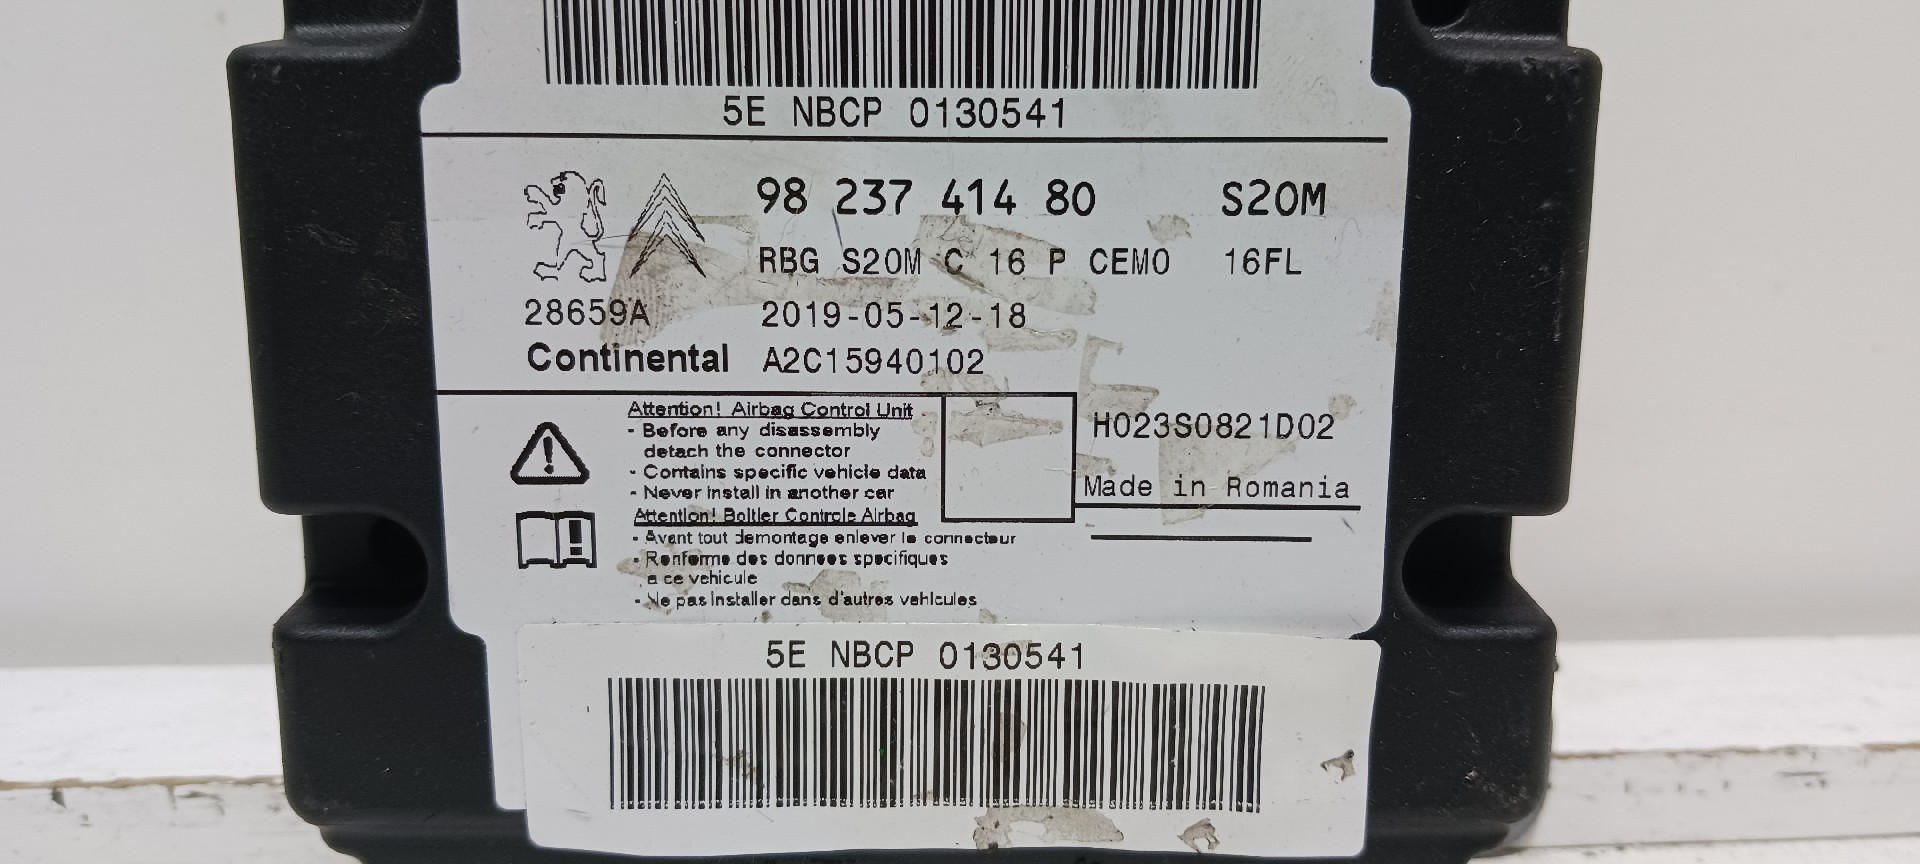 5E NBCP 0130541
98 237 414 80 S20M
RBG S20M C 16 P CEMO 16FL
28659A 2019-05-12-18
Continental A2C15940102
Attention! Airbag Control Unit
- Before any disassembly
detach the connector
- Contains specific vehicle data
- Never install in another car
H023S0821D02
Made in Romania
Attention! Boitier Controle Airbag
- Avant tout demontage enlever le connecteur
- Renferme des donnees specifiques
a ce vehicule
- Ne pas installer dans d'autres vehicules
5E NBCP 0130541